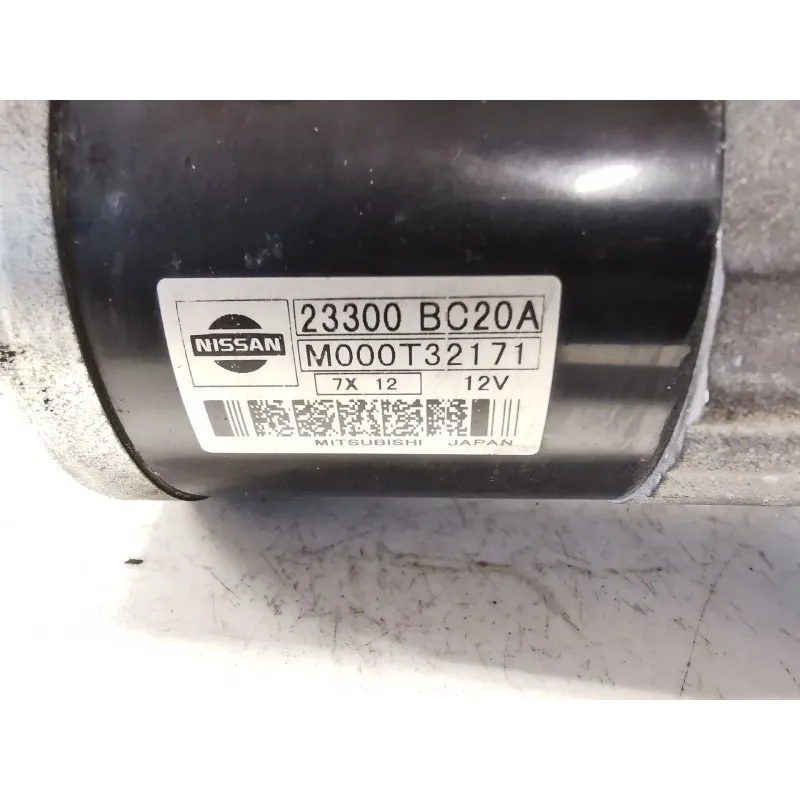 NISSAN
23300 BC20A
M000T32171
7X 12 12V
MITSUBISHI JAPAN